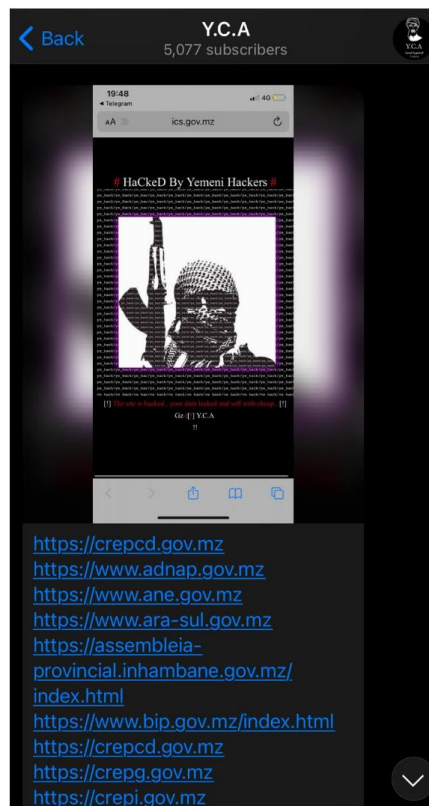 Back
Y.C.A
5,077 subscribers
Y.C.A
19:48
Telegram
4G
AA
ics.gov.mz
# HaCkeD By Yemeni Hackers #
[!] The site is hacked , your data leaked and sell well cheap . [!]
Gz :[!] Y.C.A
!!
https://crepcd.gov.mz
https://www.adnap.gov.mz
https://www.ane.gov.mz
https://www.ara-sul.gov.mz
https://assembleia-
provincial.inhambane.gov.mz/
index.html
https://www.bip.gov.mz/index.html
https://crepcd.gov.mz
https://crepg.gov.mz
https://crepi.gov.mz